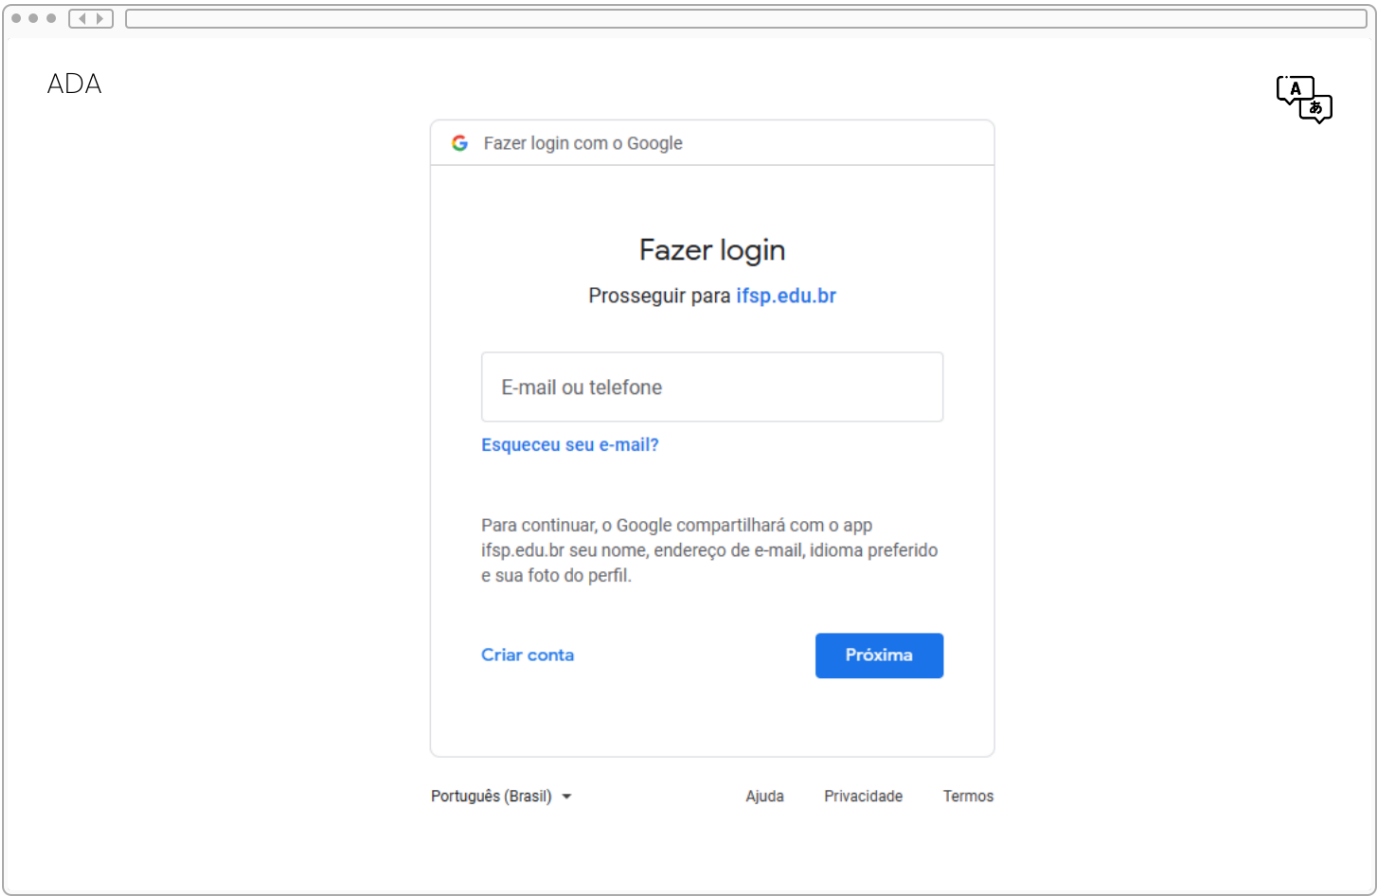 ADA
A
あ
Fazer login com o Google
Fazer login
Prosseguir para ifsp.edu.br
E-mail ou telefone
Esqueceu seu e-mail?
Para continuar, o Google compartilhará com o app
ifsp.edu.br seu nome, endereço de e-mail, idioma preferido
e sua foto do perfil.
Criar conta
Próxima
Português (Brasil)
Ajuda
Privacidade
Termos